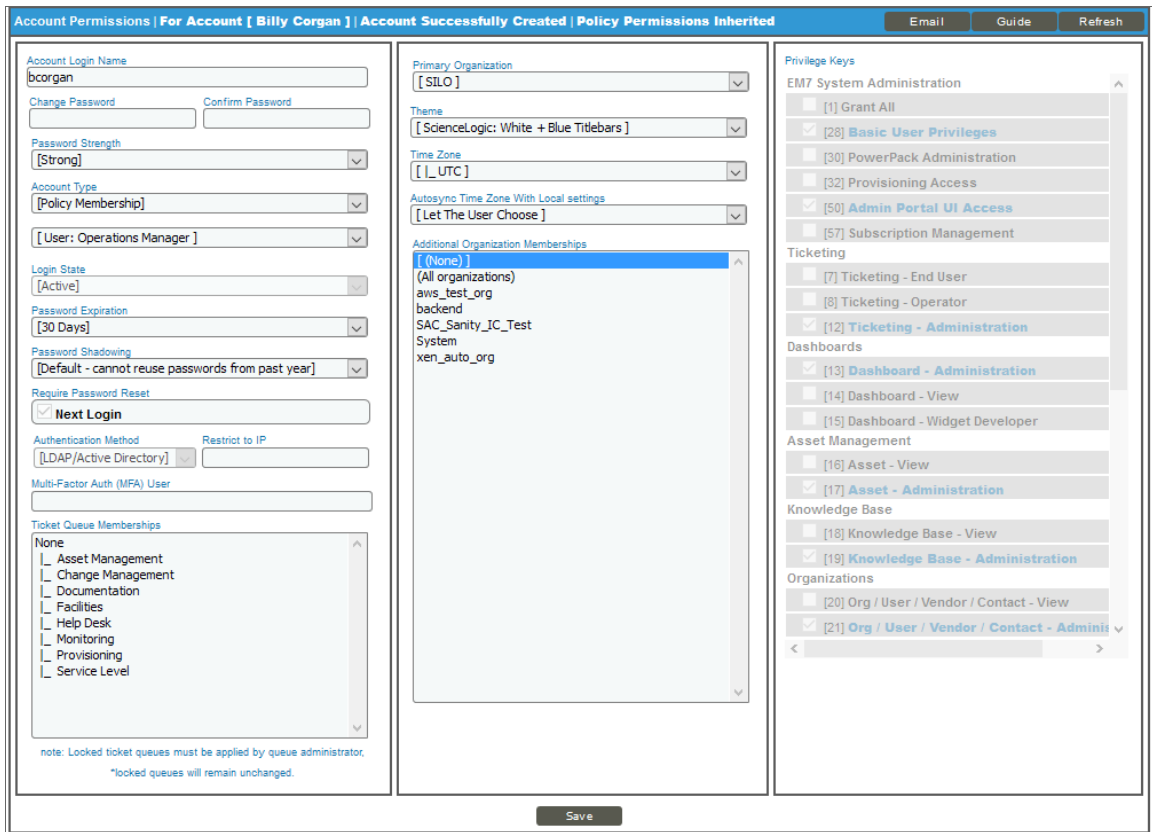 Account Permissions | For Account [ Billy Corgan ] | Account Successfully Created | Policy Permissions Inherited
Email
Guide
Refresh
Account Login Name
bcorgan
Change Password
Confirm Password
Password Strength
[Strong]
Account Type
[Policy Membership]
[ User: Operations Manager ]
Login State
[Active]
Password Expiration
[30 Days]
Password Shadowing
[Default - cannot reuse passwords from past year]
Require Password Reset
Next Login
Authentication Method
Restrict to IP
[LDAP/Active Directory]
Multi-Factor Auth (MFA) User
Ticket Queue Memberships
None
|_ Asset Management
|_ Change Management
|_ Documentation
|_ Facilities
|_ Help Desk
|_ Monitoring
|_ Provisioning
|_ Service Level
note: Locked ticket queues must be applied by queue administrator,
*locked queues will remain unchanged.
Primary Organization
[ SILO ]
Theme
[ ScienceLogic: White + Blue Titlebars ]
Time Zone
[ |_ UTC ]
Autosync Time Zone With Local settings
[ Let The User Choose ]
Additional Organization Memberships
[ (None) ]
(All organizations)
aws_test_org
backend
SAC_Sanity_IC_Test
System
xen_auto_org
Privilege Keys
EM7 System Administration
[1] Grant All
[28] Basic User Privileges
[30] PowerPack Administration
[32] Provisioning Access
[50] Admin Portal UI Access
[57] Subscription Management
Ticketing
[7] Ticketing - End User
[8] Ticketing - Operator
[12] Ticketing - Administration
Dashboards
[13] Dashboard - Administration
[14] Dashboard - View
[15] Dashboard - Widget Developer
Asset Management
[16] Asset - View
[17] Asset - Administration
Knowledge Base
[18] Knowledge Base - View
[19] Knowledge Base - Administration
Organizations
[20] Org / User / Vendor / Contact - View
[21] Org / User / Vendor / Contact - Adminis
Save